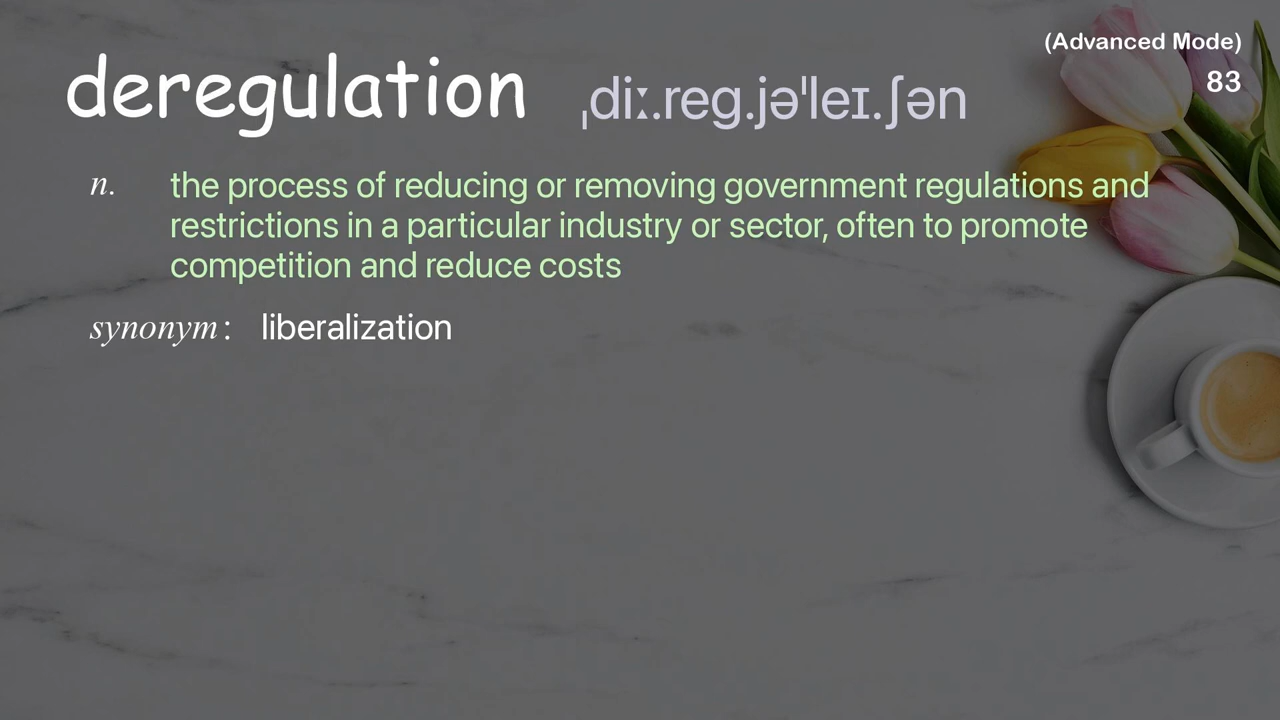 (Advanced Mode)
83
deregulation ˌdiː.reg.jəˈleɪ.ʃən
n. the process of reducing or removing government regulations and
restrictions in a particular industry or sector, often to promote
competition and reduce costs
synonym: liberalization